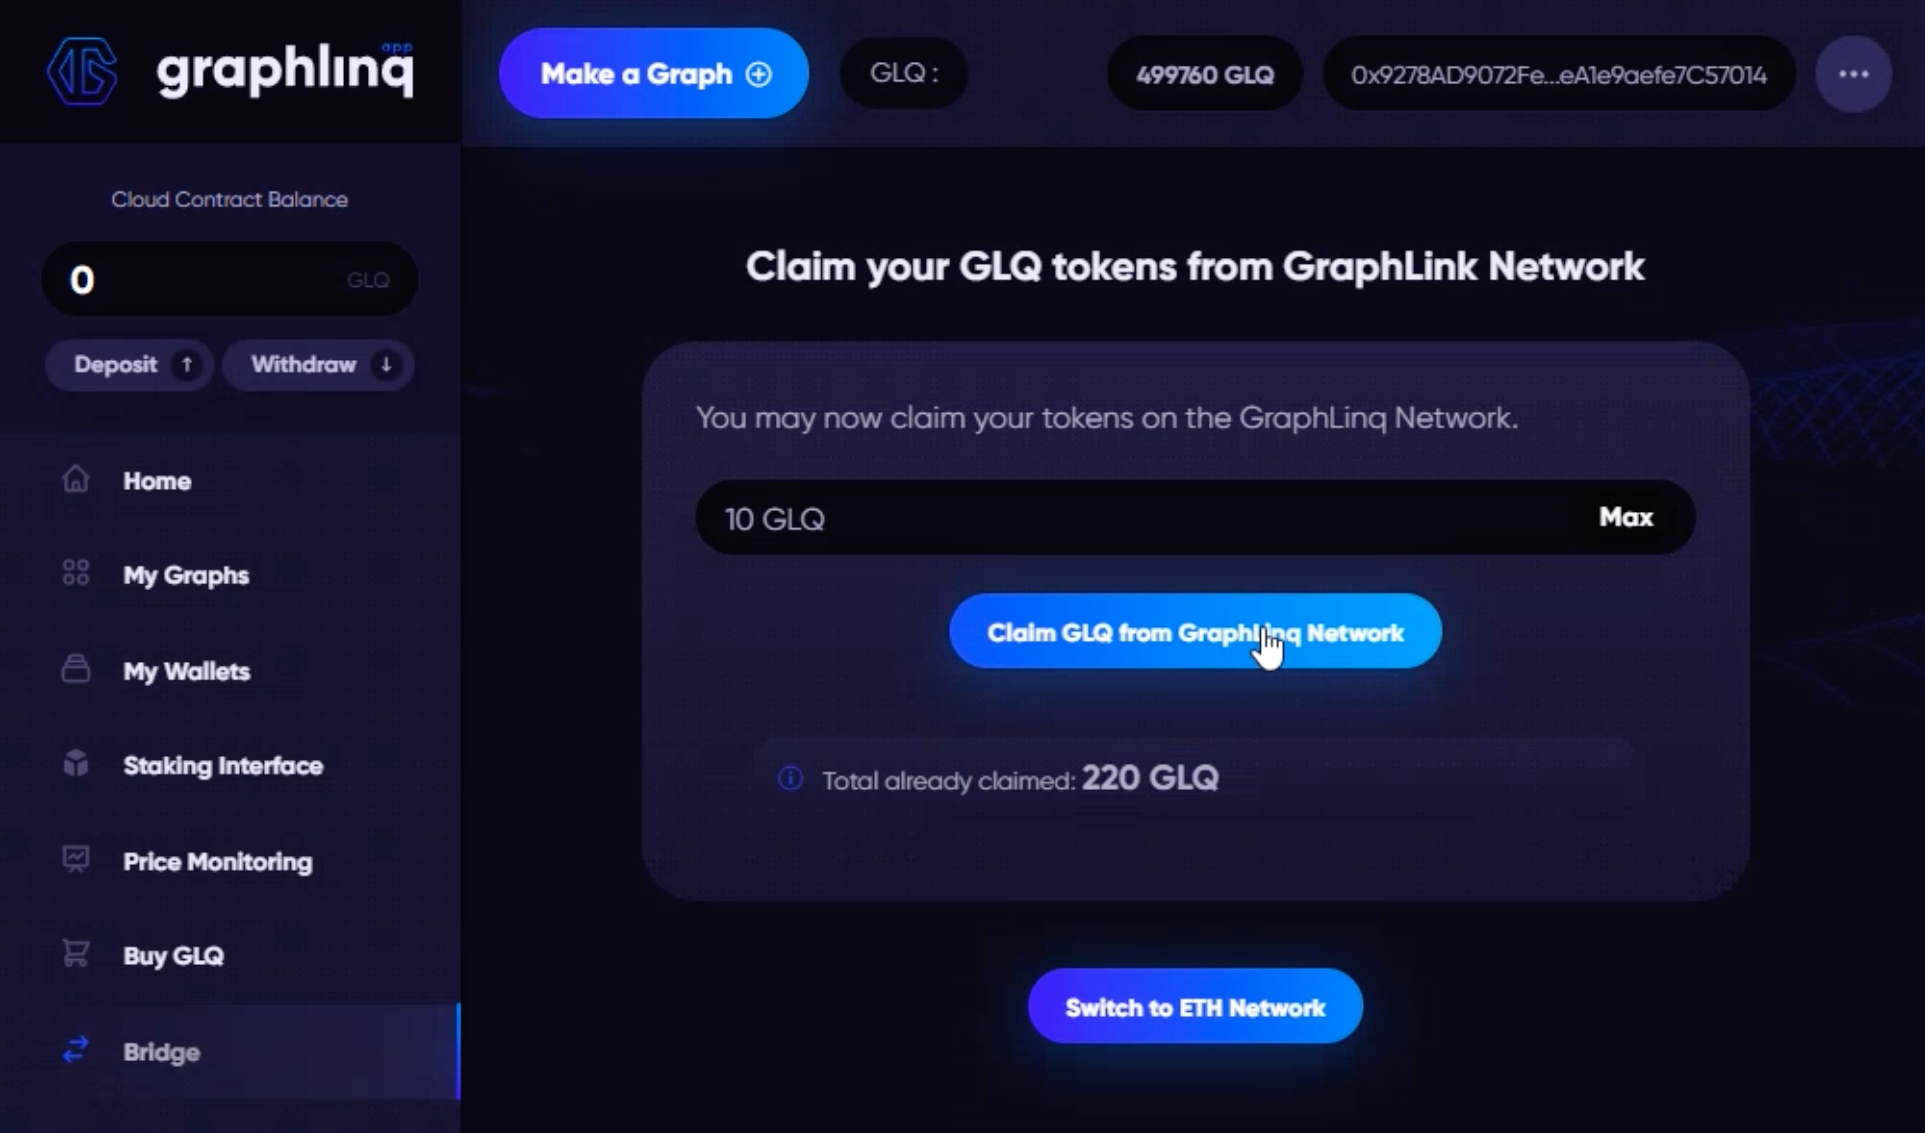 graphlınq app
Make a Graph
GLQ :
499760 GLQ
0x9278AD9072Fe...eA1e9aefe7C57014
Cloud Contract Balance
0 GLQ
Deposit ↑ Withdraw ↓
Home
My Graphs
My Wallets
Staking Interface
Price Monitoring
Buy GLQ
Bridge
Claim your GLQ tokens from GraphLink Network
You may now claim your tokens on the GraphLinq Network.
10 GLQ Max
Claim GLQ from GraphLinq Network
Total already claimed: 220 GLQ
Switch to ETH Network